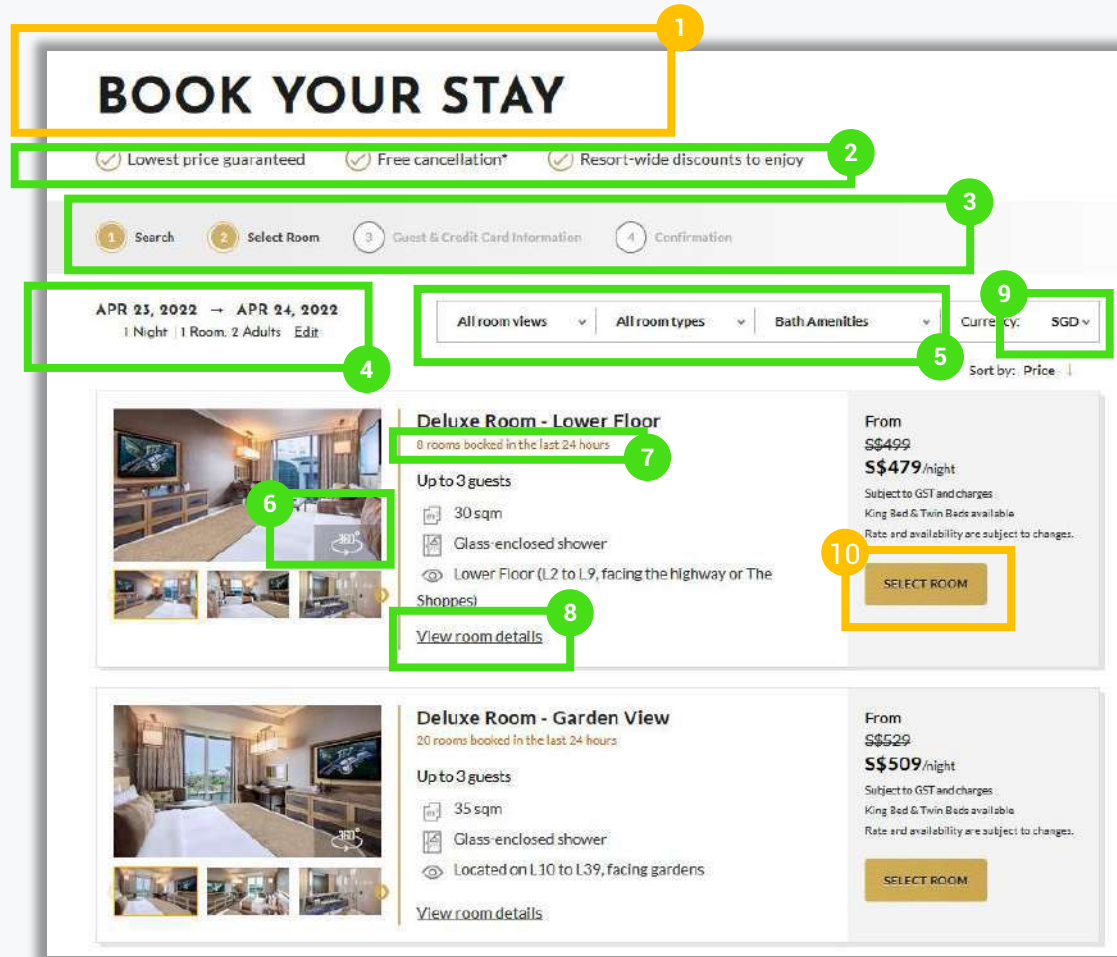 1
BOOK YOUR STAY
Lowest price guaranteed Free cancellation* Resort-wide discounts to enjoy
2
3
1 Search 2 Select Room 3 Guest & Credit Card Information 4 Confirmation
APR 23, 2022 → APR 24, 2022
1 Night | 1 Room, 2 Adults Edit
4
All room views All room types Bath Amenities Currency: SGD
9
5
Sort by: Price ↓
Deluxe Room - Lower Floor
8 rooms booked in the last 24 hours
7
Up to 3 guests
30 sqm
Glass-enclosed shower
Lower Floor (L2 to L9, facing the highway or The
Shoppes)
8
View room details
6
360°
From
S$499
S$479/night
Subject to GST and charges
King Bed & Twin Beds available
Rate and availability are subject to changes.
10
SELECT ROOM
Deluxe Room - Garden View
20 rooms booked in the last 24 hours
Up to 3 guests
35 sqm
Glass-enclosed shower
Located on L10 to L39, facing gardens
View room details
360°
From
S$529
S$509/night
Subject to GST and charges
King Bed & Twin Beds available
Rate and availability are subject to changes.
SELECT ROOM